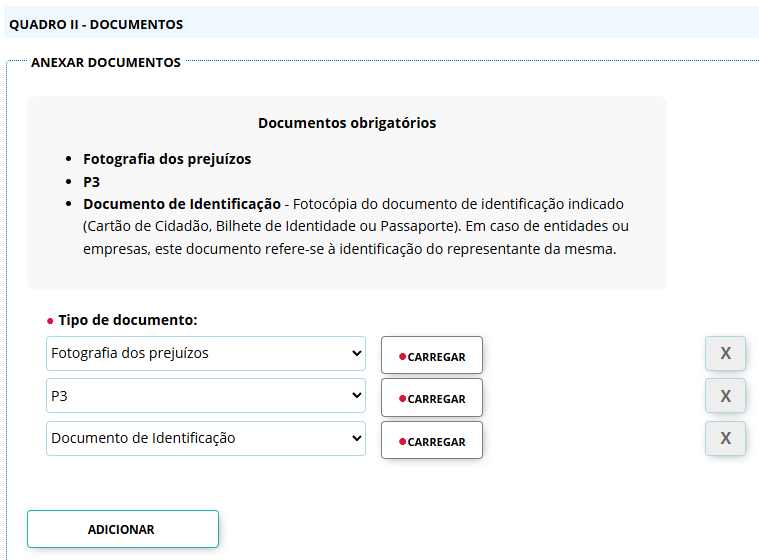 QUADRO II - DOCUMENTOS
ANEXAR DOCUMENTOS
Documentos obrigatórios
Fotografia dos prejuízos
P3
Documento de Identificação - Fotocópia do documento de identificação indicado
(Cartão de Cidadão, Bilhete de Identidade ou Passaporte). Em caso de entidades ou
empresas, este documento refere-se à identificação do representante da mesma.
Tipo de documento:
Fotografia dos prejuízos CARREGAR X
P3 CARREGAR X
Documento de Identificação CARREGAR X
ADICIONAR